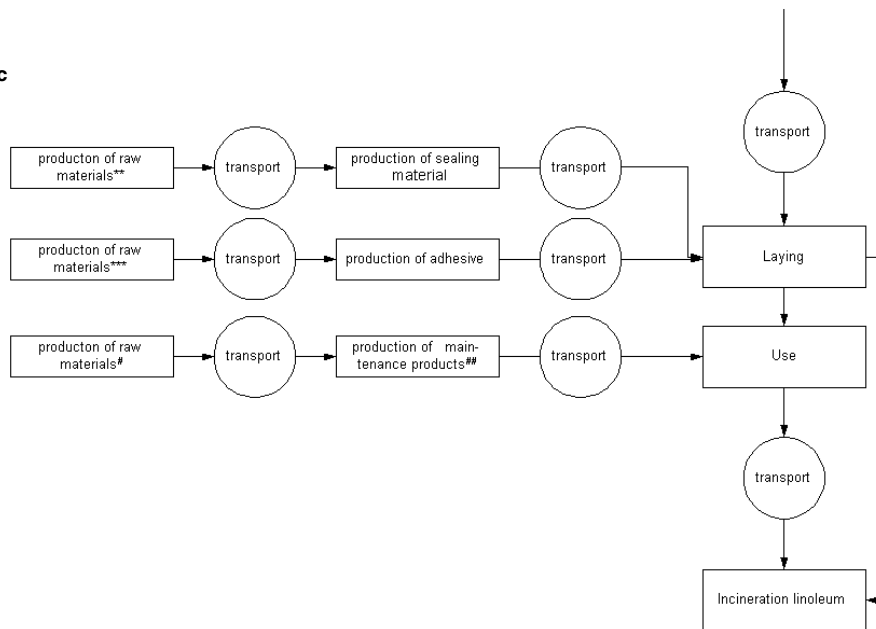 c
transport
producton of raw
materials**
transport
production of sealing
material
transport
producton of raw
materials***
transport
production of adhesive
transport
Laying
producton of raw
materials#
transport
production of main-
tenance products##
transport
Use
transport
Incineration linoleum